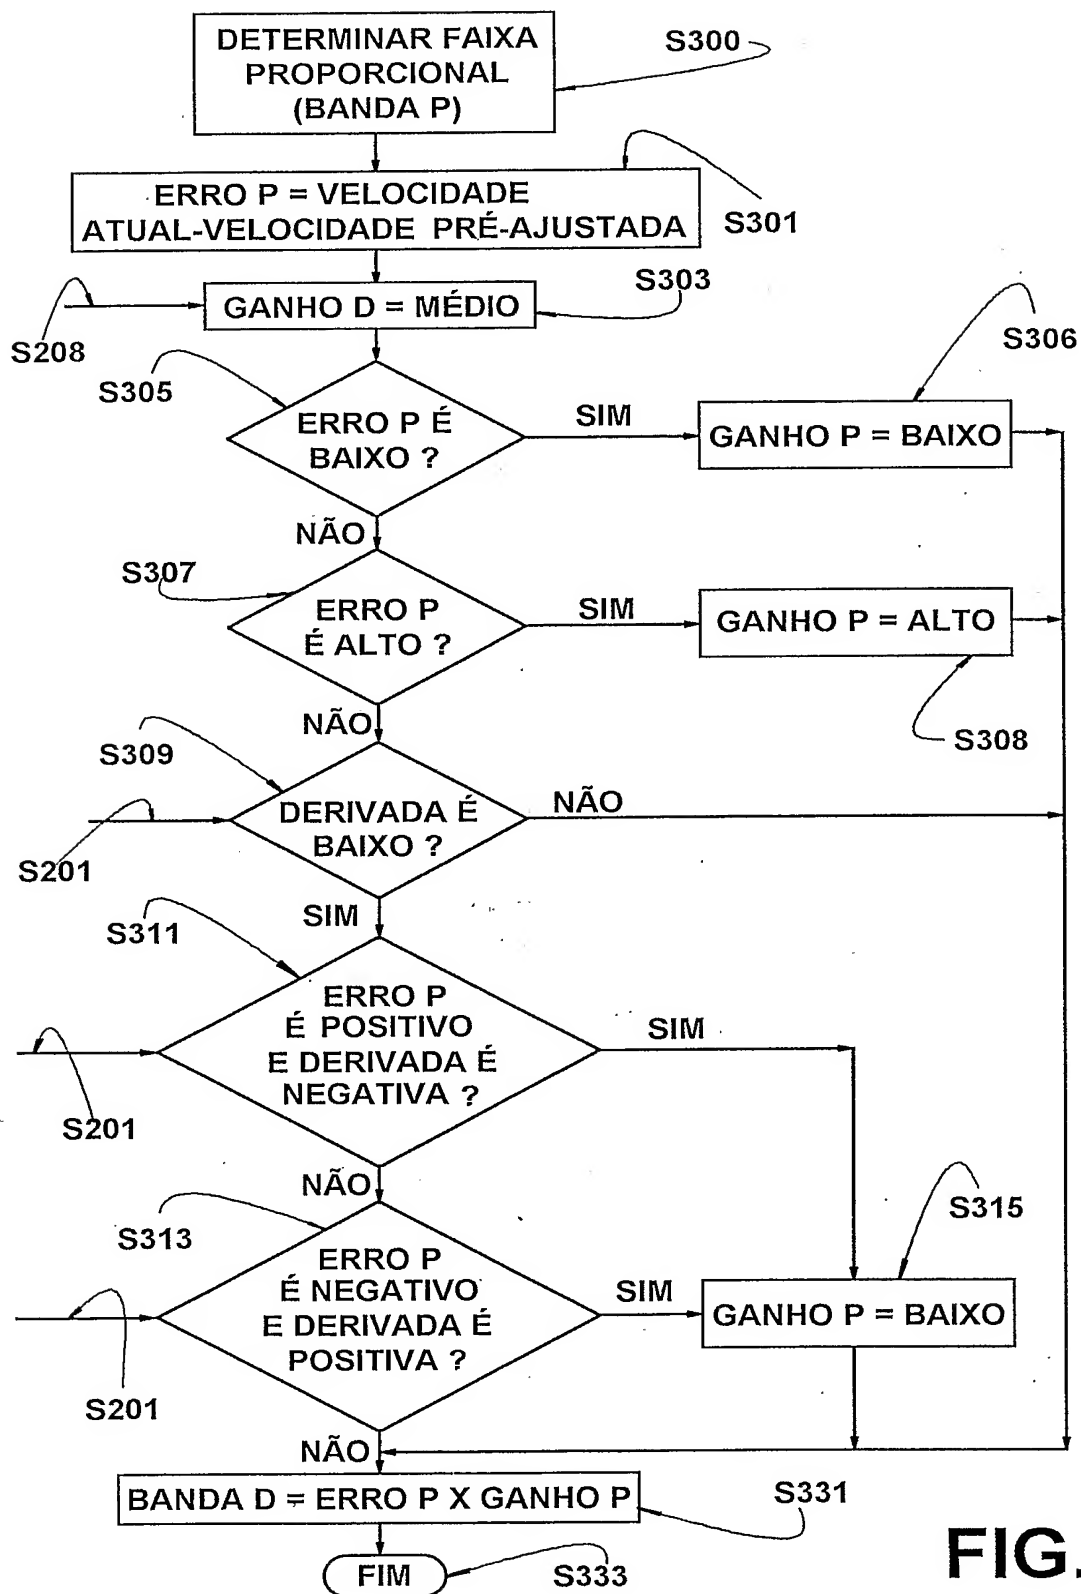 DETERMINAR FAIXA
PROPORCIONAL
(BANDA P)
S300
ERRO P = VELOCIDADE
ATUAL-VELOCIDADE PRÉ-AJUSTADA
S301
GANHO D = MÉDIO
S303
S208
S305
S306
ERRO P É
BAIXO ?
SIM
GANHO P = BAIXO
NÃO
S307
ERRO P
É ALTO ?
SIM
GANHO P = ALTO
NÃO
S308
S309
DERIVADA É
BAIXO ?
NÃO
S201
SIM
S311
ERRO P
É POSITIVO
E DERIVADA É
NEGATIVA ?
SIM
S201
NÃO
S313
S315
ERRO P
É NEGATIVO
E DERIVADA É
POSITIVA ?
SIM
GANHO P = BAIXO
S201
NÃO
BANDA D = ERRO P X GANHO P
S331
FIM
S333
FIG.